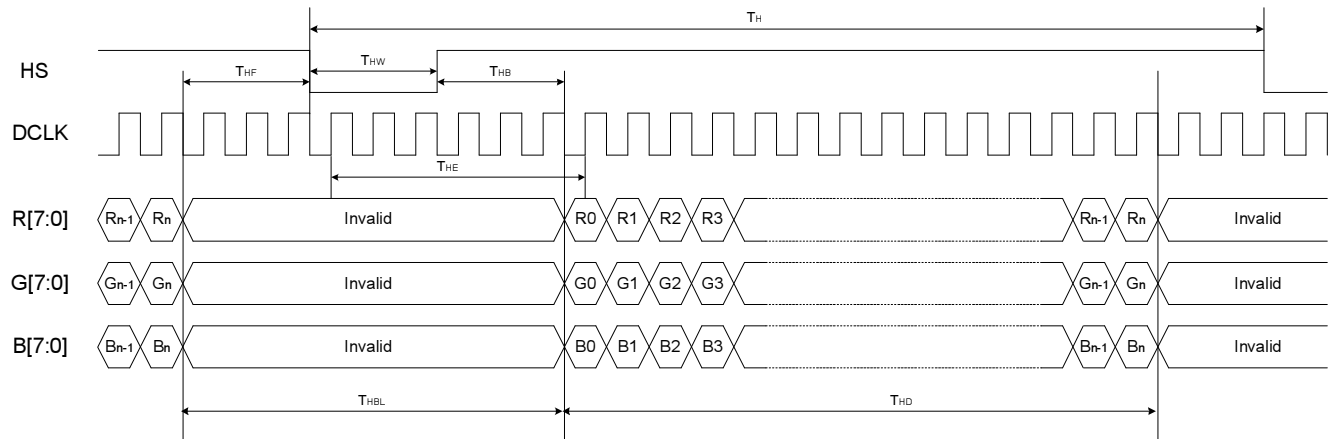 TH
HS
THF
THW
THB
DCLK
THE
R[7:0]
Rn-1 Rn Invalid R0 R1 R2 R3 Rn-1 Rn Invalid
G[7:0]
Gn-1 Gn Invalid G0 G1 G2 G3 Gn-1 Gn Invalid
B[7:0]
Bn-1 Bn Invalid B0 B1 B2 B3 Bn-1 Bn Invalid
THBL
THD